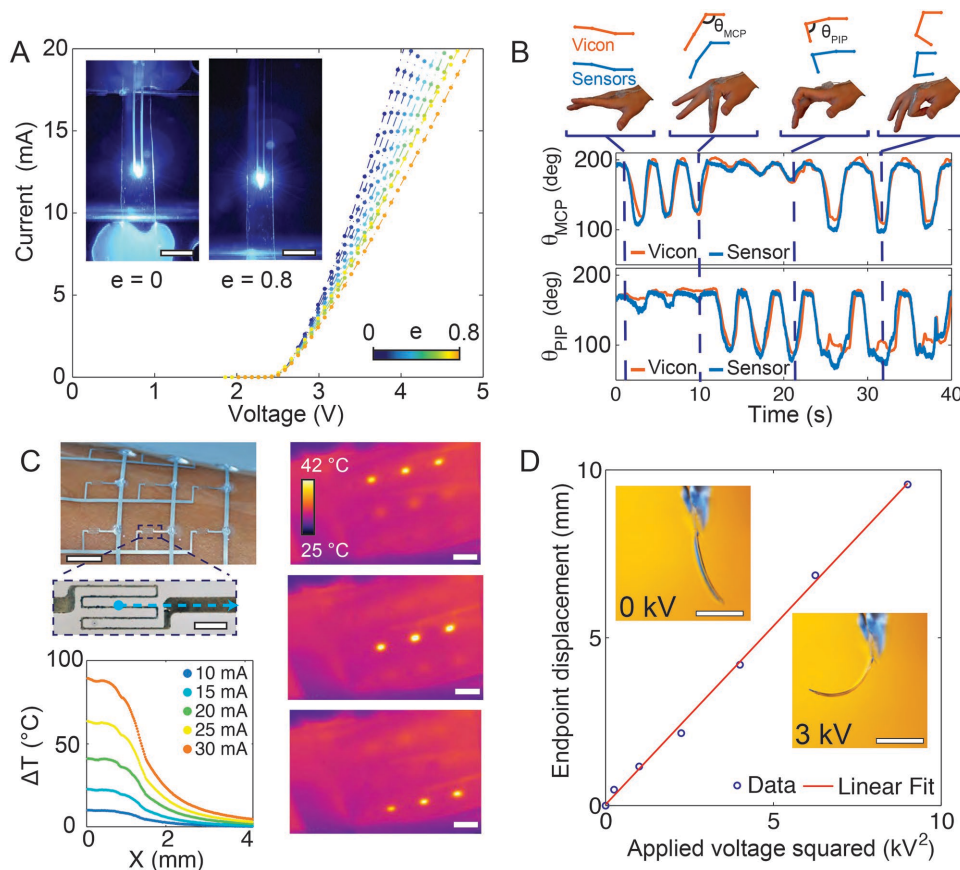 A
Current (mA)
20
15
10
5
0
e = 0
e = 0.8
0 e 0.8
0 1 2 3 4 5
Voltage (V)
B
Vicon
Sensors
θMCP
θPIP
θMCP (deg)
200
100
Vicon Sensor
θPIP (deg)
200
100
Vicon Sensor
0 10 20 30 40
Time (s)
C
42 °C
25 °C
ΔT (°C)
100
50
0
10 mA
15 mA
20 mA
25 mA
30 mA
0 2 4
X (mm)
D
Endpoint displacement (mm)
10
5
0
0 kV
3 kV
Data Linear Fit
0 5 10
Applied voltage squared (kV²)